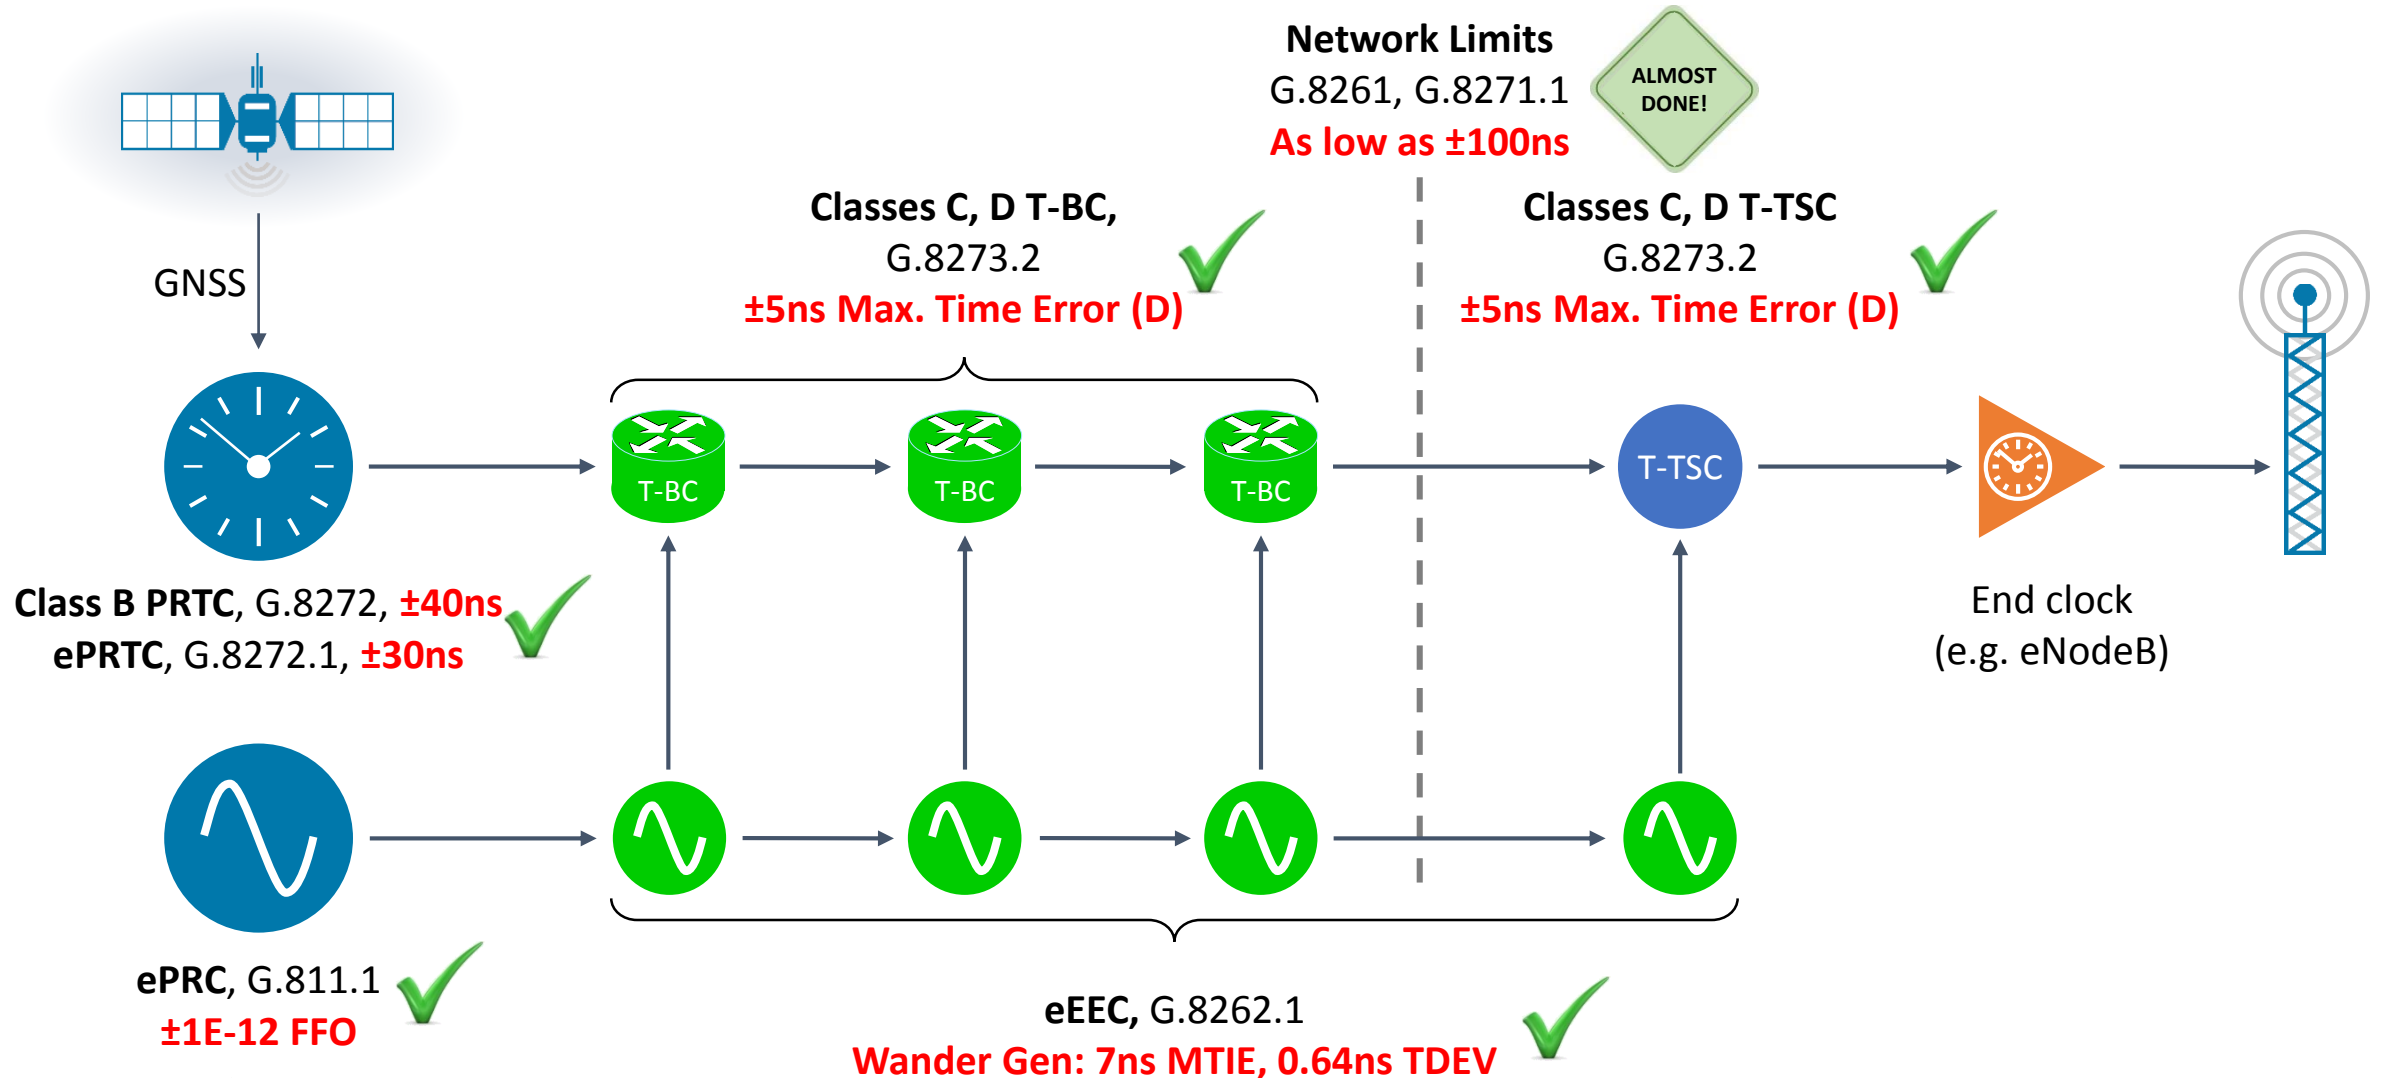 Network Limits
G.8261, G.8271.1
As low as ±100ns
ALMOST
DONE!
Classes C, D T-BC,
G.8273.2
±5ns Max. Time Error (D)
Classes C, D T-TSC
G.8273.2
±5ns Max. Time Error (D)
GNSS
T-BC
T-BC
T-BC
T-TSC
Class B PRTC, G.8272, ±40ns
ePRTC, G.8272.1, ±30ns
End clock
(e.g. eNodeB)
ePRC, G.811.1
±1E-12 FFO
eEEC, G.8262.1
Wander Gen: 7ns MTIE, 0.64ns TDEV